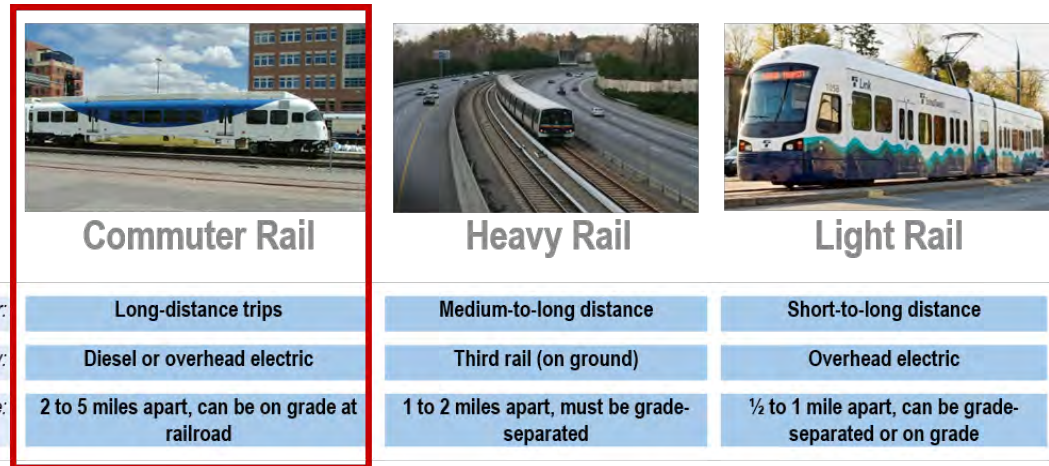 Link
Commuter Rail
Heavy Rail
Light Rail
r:
Long-distance trips
Medium-to-long distance
Short-to-long distance
y:
Diesel or overhead electric
Third rail (on ground)
Overhead electric
e:
2 to 5 miles apart, can be on grade at
railroad
1 to 2 miles apart, must be grade-
separated
½ to 1 mile apart, can be grade-
separated or on grade